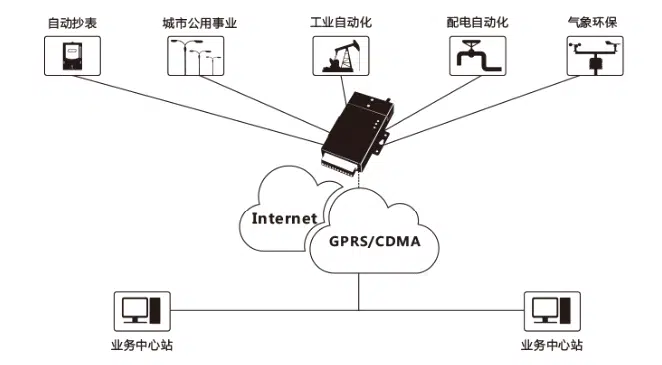 自动抄表
城市公用事业
工业自动化
配电自动化
气象环保
Internet
GPRS/CDMA
业务中心站
业务中心站